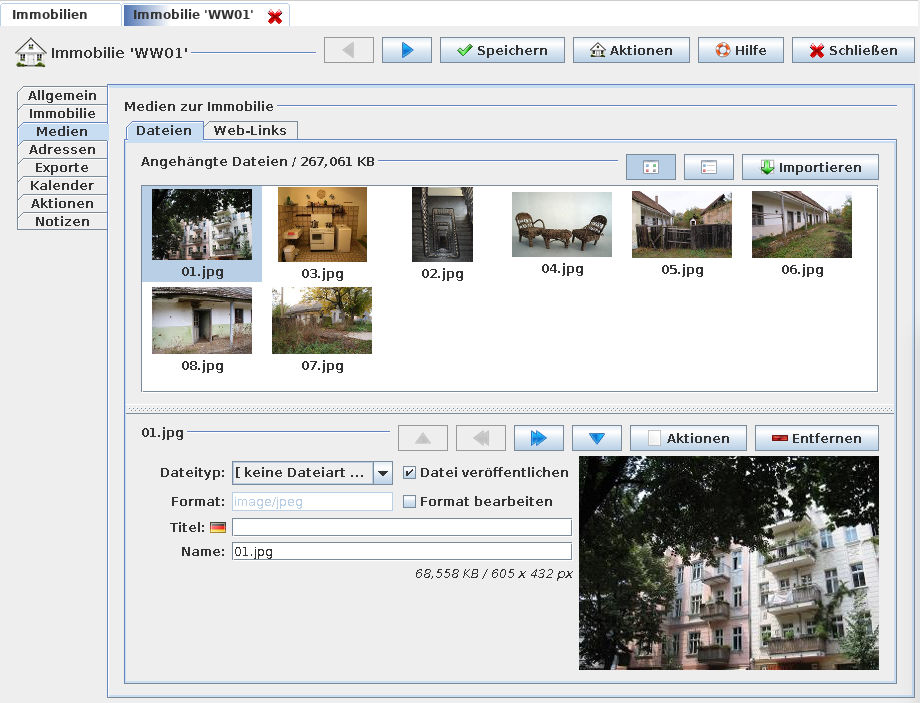 Immobilien
Immobilie 'WW01'
Immobilie 'WW01'
Speichern
Aktionen
Hilfe
Schließen
Allgemein
Immobilie
Medien
Adressen
Exporte
Kalender
Aktionen
Notizen
Medien zur Immobilie
Dateien
Web-Links
Angehängte Dateien / 267,061 KB
Importieren
01.jpg
03.jpg
02.jpg
04.jpg
05.jpg
06.jpg
08.jpg
07.jpg
01.jpg
Aktionen
Entfernen
Dateityp: [ keine Dateiart ...
Datei veröffentlichen
Format: image/jpeg
Format bearbeiten
Titel:
Name: 01.jpg
68,558 KB / 605 x 432 px